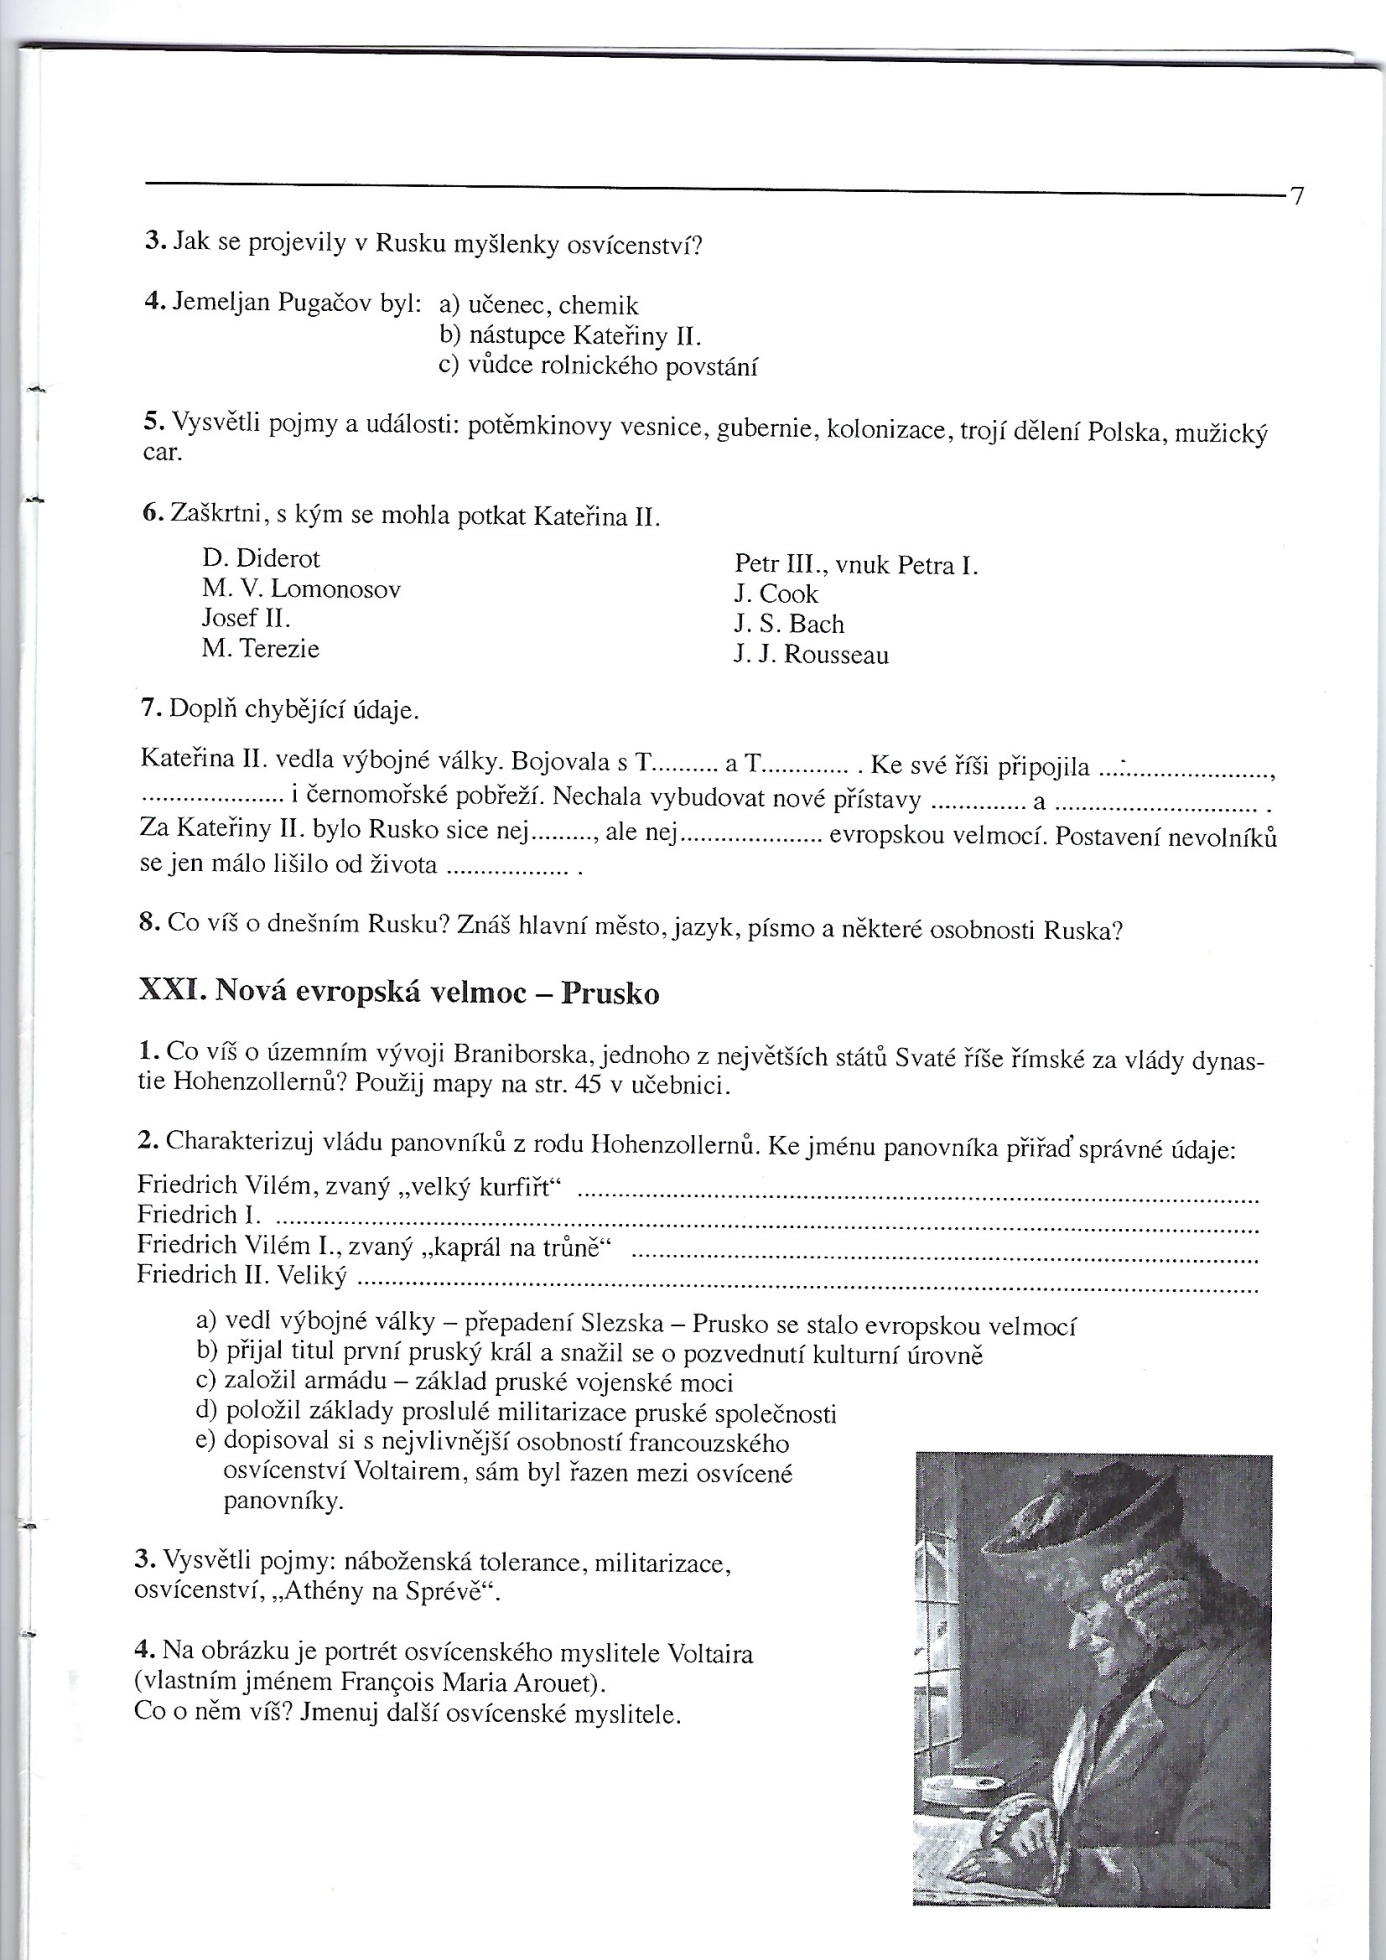 7
3. Jak se projevily v Rusku myšlenky osvícenství?
4. Jemeljan Pugačov byl: a) učenec, chemik
b) nástupce Kateřiny II.
c) vůdce rolnického povstání
5. Vysvětli pojmy a události: potěmkinovy vesnice, gubernie, kolonizace, trojí dělení Polska, mužický
car.
6. Zaškrtni, s kým se mohla potkat Kateřina II.
D. Diderot
M. V. Lomonosov
Josef II.
M. Terezie
Petr III., vnuk Petra I.
J. Cook
J. S. Bach
J. J. Rousseau
7. Doplň chybějící údaje.
Kateřina II. vedla výbojné války. Bojovala s T.......... a T............. . Ke své říši připojila .........................,
..................... i černomořské pobřeží. Nechala vybudovat nové přístavy .............. a .............................. .
Za Kateřiny II. bylo Rusko sice nej........., ale nej..................... evropskou velmocí. Postavení nevolníků
se jen málo lišilo od života .................. .
8. Co víš o dnešním Rusku? Znáš hlavní město, jazyk, písmo a některé osobnosti Ruska?
XXI. Nová evropská velmoc – Prusko
1. Co víš o územním vývoji Braniborska, jednoho z největších států Svaté říše římské za vlády dynas-
tie Hohenzollernů? Použij mapy na str. 45 v učebnici.
2. Charakterizuj vládu panovníků z rodu Hohenzollernů. Ke jménu panovníka přiřaď správné údaje:
Friedrich Vilém, zvaný „velký kurfiřt“ ....................................................................................................
Friedrich I. ....................................................................................................................................................
Friedrich Vilém I., zvaný „kaprál na trůně“ ............................................................................................
Friedrich II. Veliký ......................................................................................................................................
a) vedl výbojné války – přepadení Slezska – Prusko se stalo evropskou velmocí
b) přijal titul první pruský král a snažil se o pozvednutí kulturní úrovně
c) založil armádu – základ pruské vojenské moci
d) položil základy proslulé militarizace pruské společnosti
e) dopisoval si s nejvlivnější osobností francouzského
osvícenství Voltairem, sám byl řazen mezi osvícené
panovníky.
3. Vysvětli pojmy: náboženská tolerance, militarizace,
osvícenství, „Athény na Sprévě“.
4. Na obrázku je portrét osvícenského myslitele Voltaira
(vlastním jménem François Maria Arouet).
Co o něm víš? Jmenuj další osvícenské myslitele.